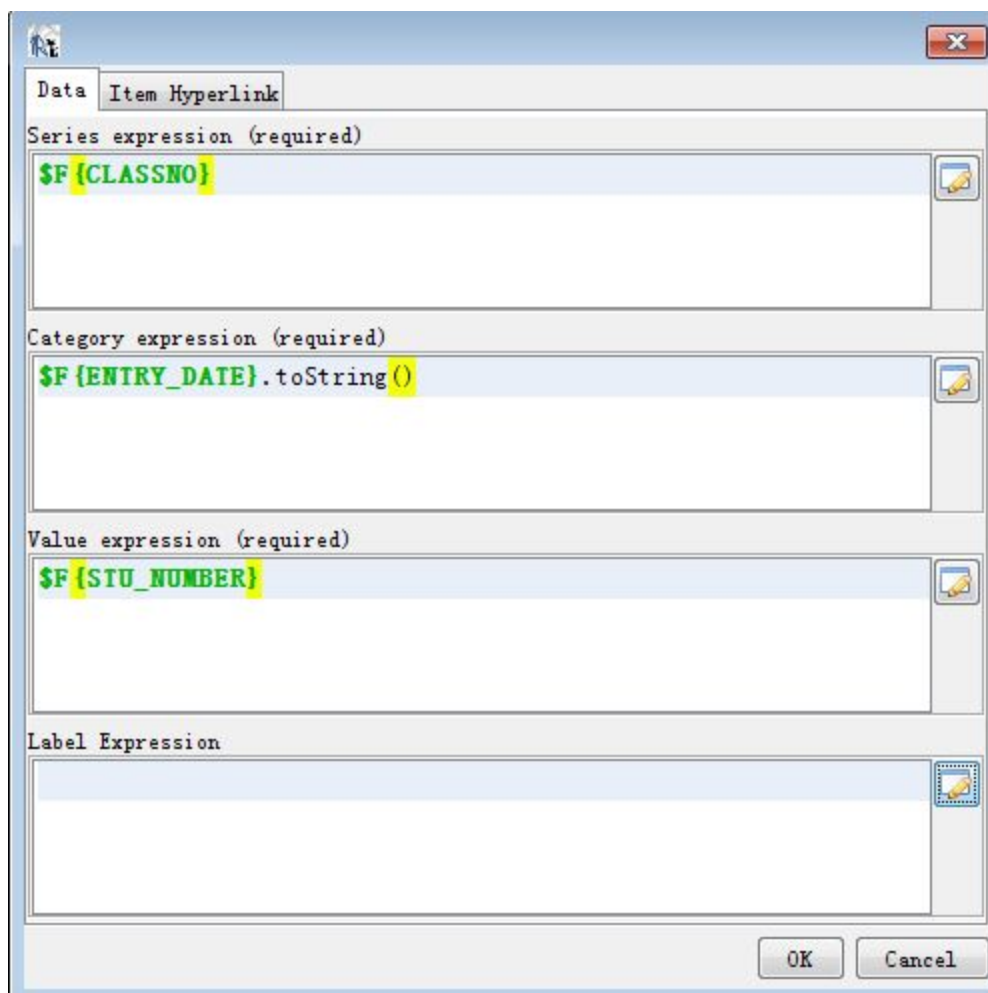 Data Item Hyperlink
Series expression (required)
$F{CLASSNO}
Category expression (required)
$F{ENTRY_DATE}.toString()
Value expression (required)
$F{STU_NUMBER}
Label Expression
OK Cancel